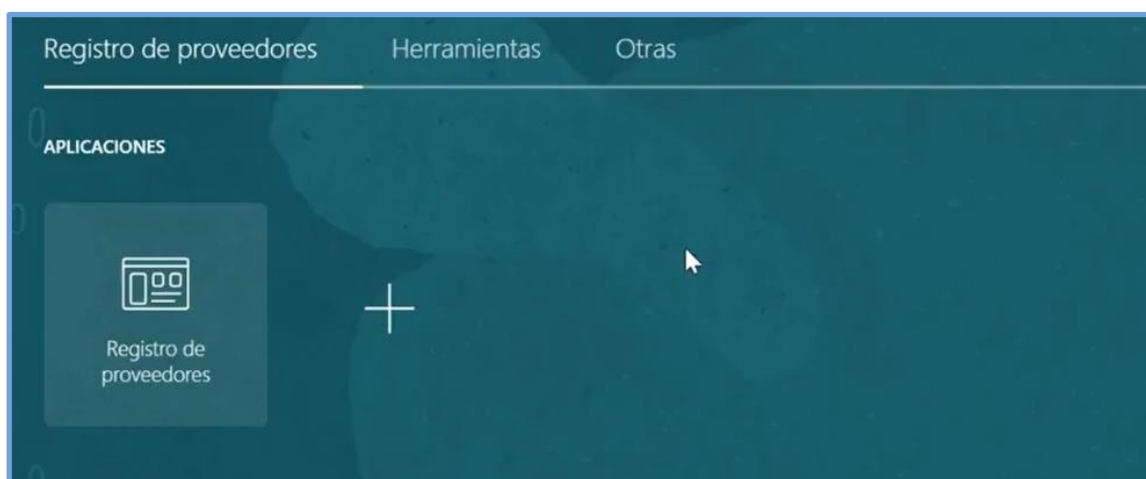 Registro de proveedores Herramientas Otras
APLICACIONES
Registro de
proveedores